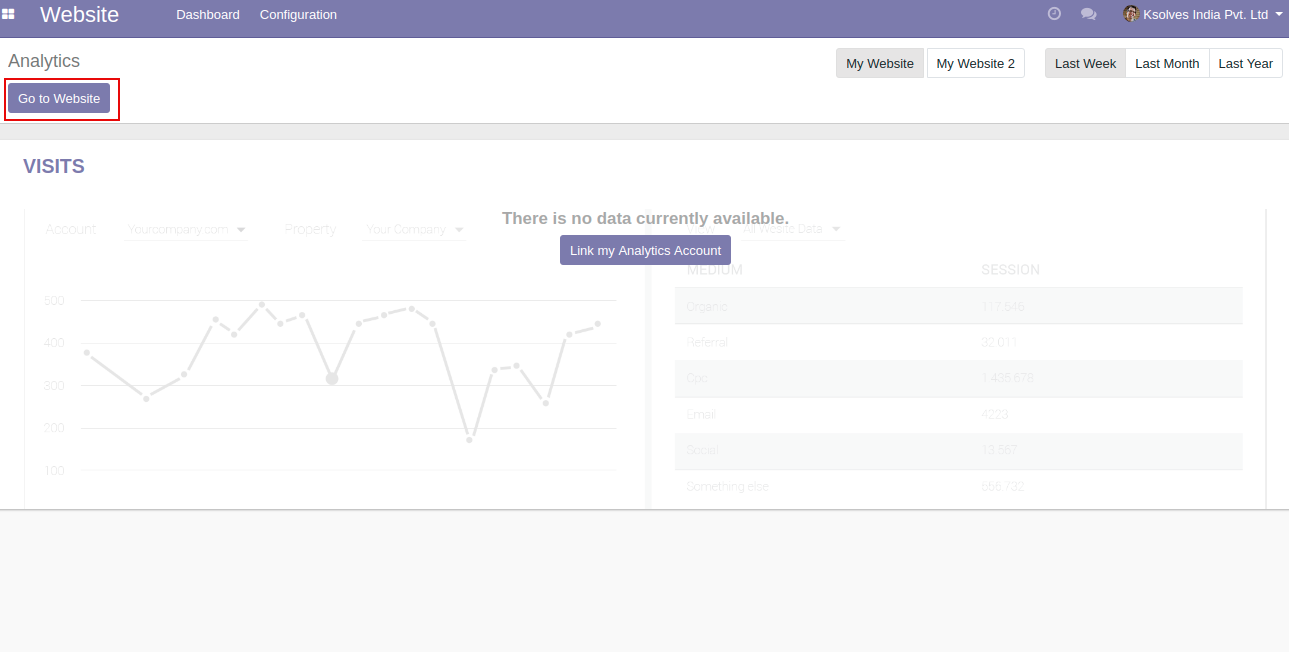 Website Dashboard Configuration Ksolves India Pvt. Ltd
Analytics
My Website My Website 2 Last Week Last Month Last Year
Go to Website
VISITS
There is no data currently available.
Account Yourcompany.com Property Your Company View All Wesite Data
Link my Analytics Account
MEDIUM SESSION
500
Organic 117.546
400
Referral 32.011
300
Cpc 1.435.678
200
Email 4223
Social 13.567
100
Something else 556.732